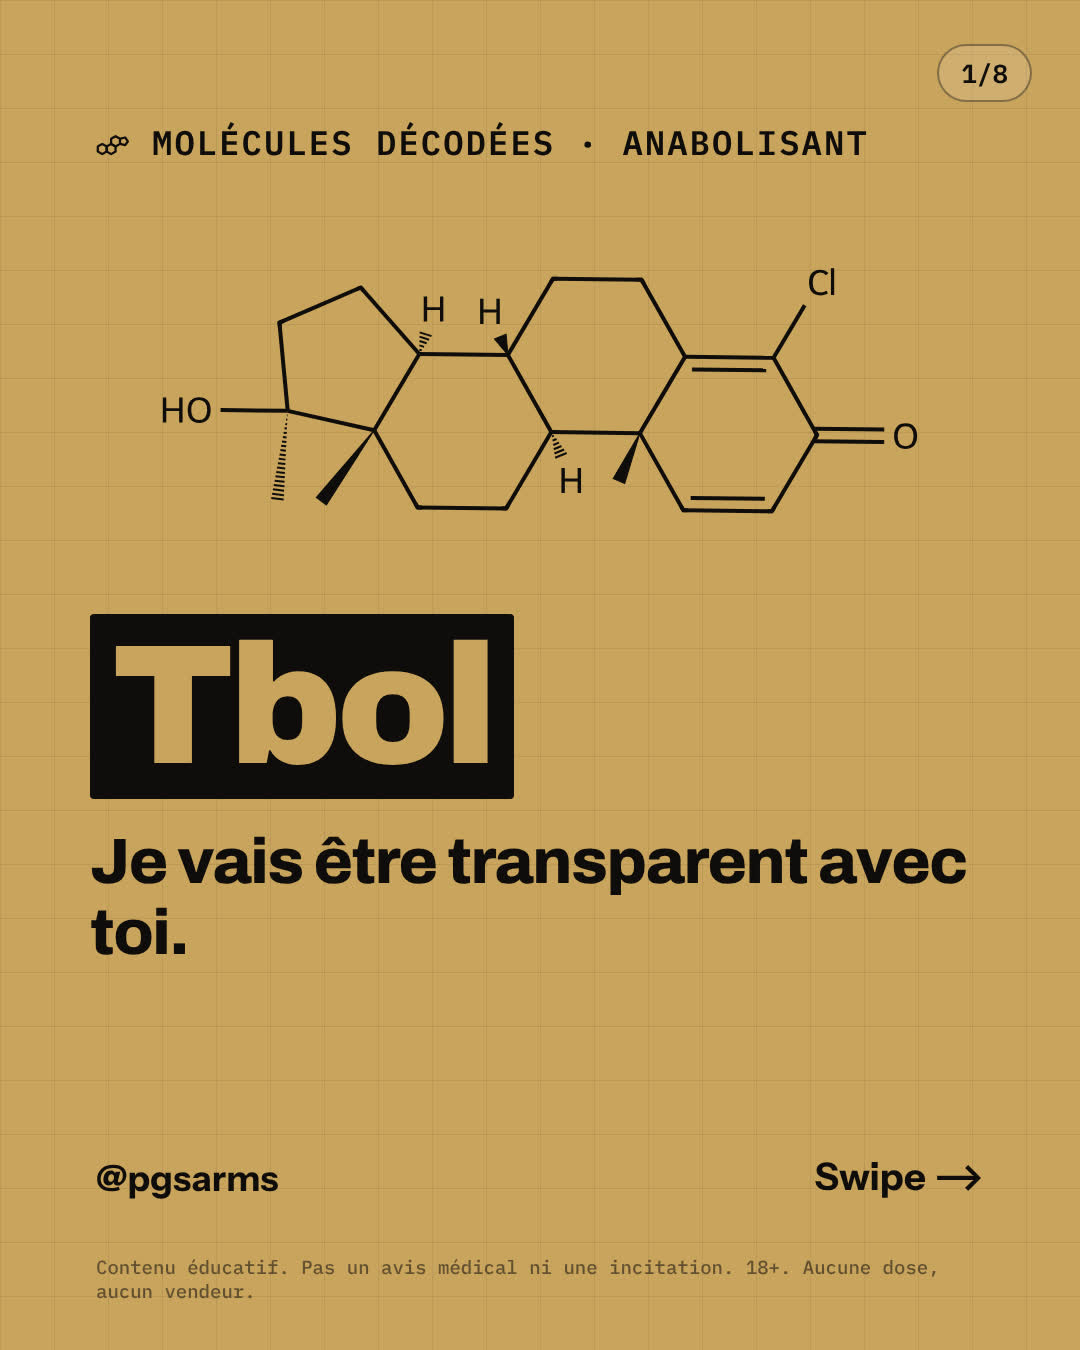 1/8
MOLÉCULES DÉCODÉES · ANABOLISANT
Cl
H H
HO
O
H
Tbol
Je vais être transparent avec
toi.
@pgsarms
Swipe →
Contenu éducatif. Pas un avis médical ni une incitation. 18+. Aucune dose,
aucun vendeur.